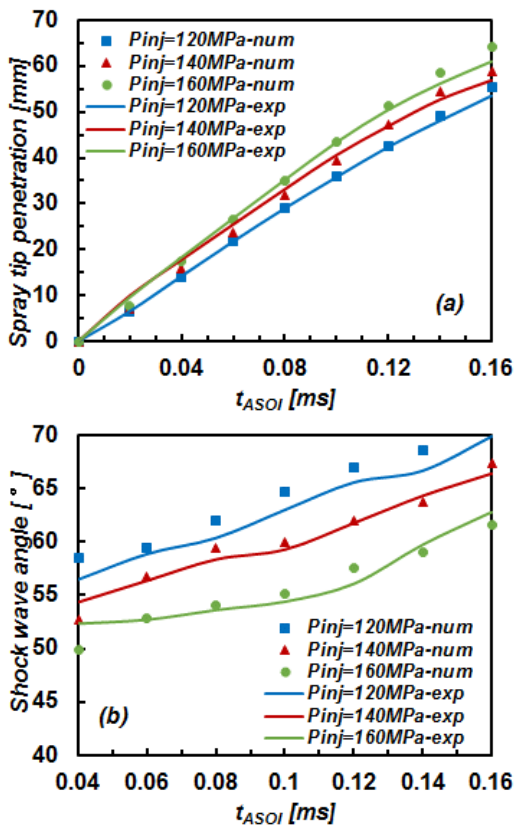 70
60
50
40
30
20
10
0
Spray tip penetration [mm]
Pinj=120MPa-num
Pinj=140MPa-num
Pinj=160MPa-num
Pinj=120MPa-exp
Pinj=140MPa-exp
Pinj=160MPa-exp
(a)
0 0.04 0.08 0.12 0.16
tASOI [ms]
70
65
60
55
50
45
40
Shock wave angle [°]
Pinj=120MPa-num
Pinj=140MPa-num
Pinj=160MPa-num
Pinj=120MPa-exp
Pinj=140MPa-exp
Pinj=160MPa-exp
(b)
0.04 0.06 0.08 0.1 0.12 0.14 0.16
tASOI [ms]